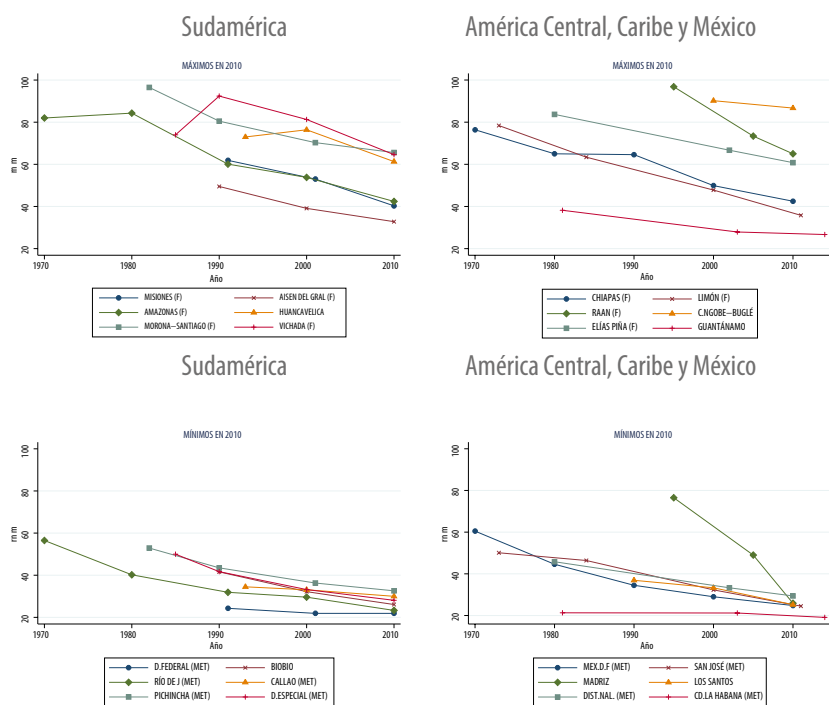 Sudamérica
MÁXIMOS EN 2010
100
80
60
40
20
m m
1970
1980
1990
2000
2010
Año
MISIONES (F)
AISEN DEL GRAL (F)
AMAZONAS (F)
HUANCAVELICA
MORONA–SANTIAGO (F)
VICHADA (F)
América Central, Caribe y México
MÁXIMOS EN 2010
100
80
60
40
20
m m
1970
1980
1990
2000
2010
Año
CHIAPAS (F)
LIMÓN (F)
RAAN (F)
C.NGOBE–BUGLÉ
ELÍAS PIÑA (F)
GUANTÁNAMO
Sudamérica
MÍNIMOS EN 2010
100
80
60
40
20
m m
1970
1980
1990
2000
2010
Año
D.FEDERAL (MET)
BIOBIO
RÍO DE J (MET)
CALLAO (MET)
PICHINCHA (MET)
D.ESPECIAL (MET)
América Central, Caribe y México
MÍNIMOS EN 2010
100
80
60
40
20
m m
1970
1980
1990
2000
2010
Año
MEX.D.F (MET)
SAN JOSÉ (MET)
MADRIZ
LOS SANTOS
DIST.NAL. (MET)
CD.LA HABANA (MET)